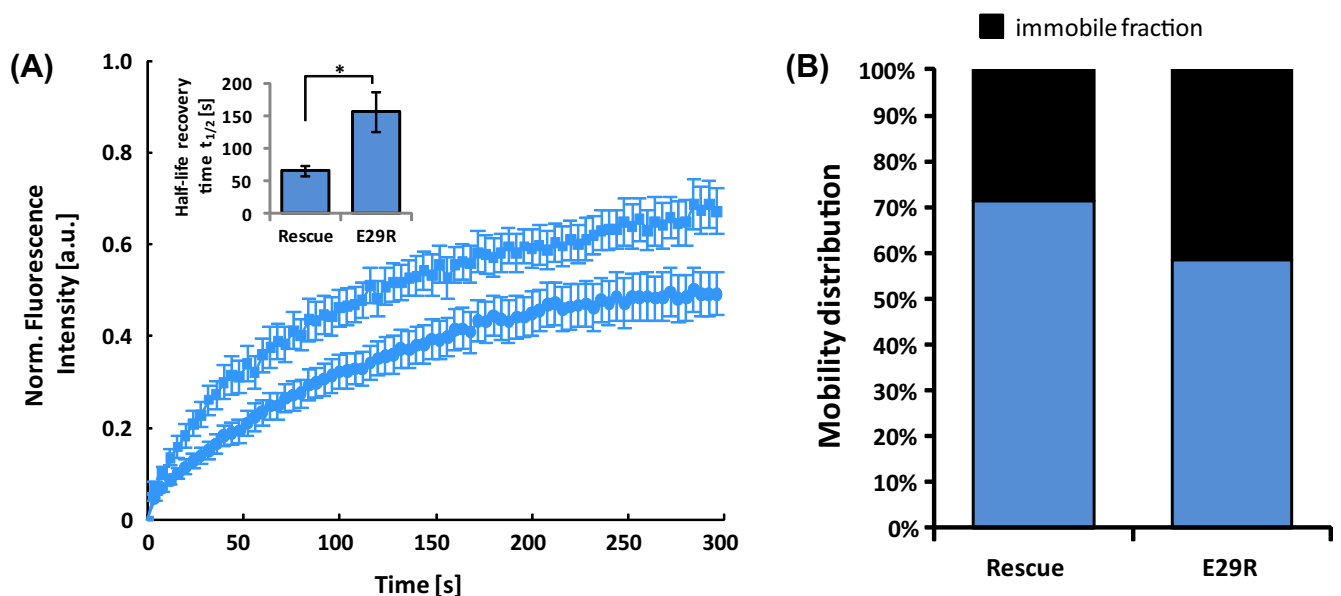 (A)
Norm. Fluorescence
Intensity [a.u.]
1.0
0.8
0.6
0.4
0.2
0
0 50 100 150 200 250 300
Time [s]
Half-life recovery
time t1/2 [s]
200
150
100
50
0
*
Rescue E29R
(B)
immobile fraction
Mobility distribution
100%
90%
80%
70%
60%
50%
40%
30%
20%
10%
0%
Rescue E29R